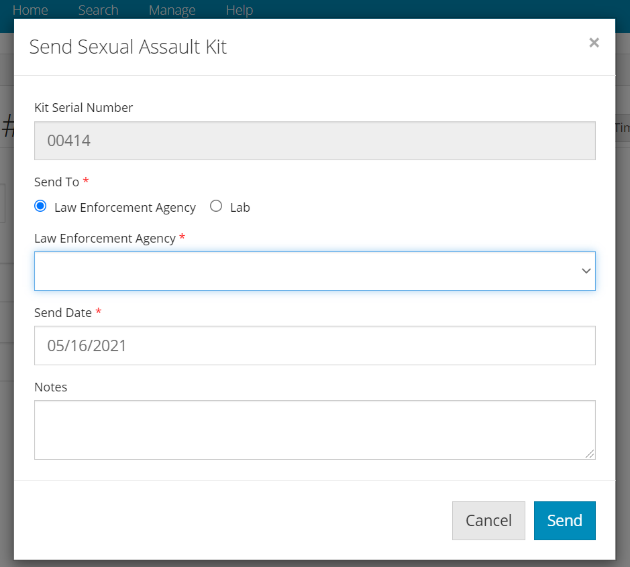 Home Search Manage Help
Send Sexual Assault Kit ×
#
Tim
Kit Serial Number
00414
Send To *
Law Enforcement Agency Lab
Law Enforcement Agency *
Send Date *
05/16/2021
Notes
Cancel Send